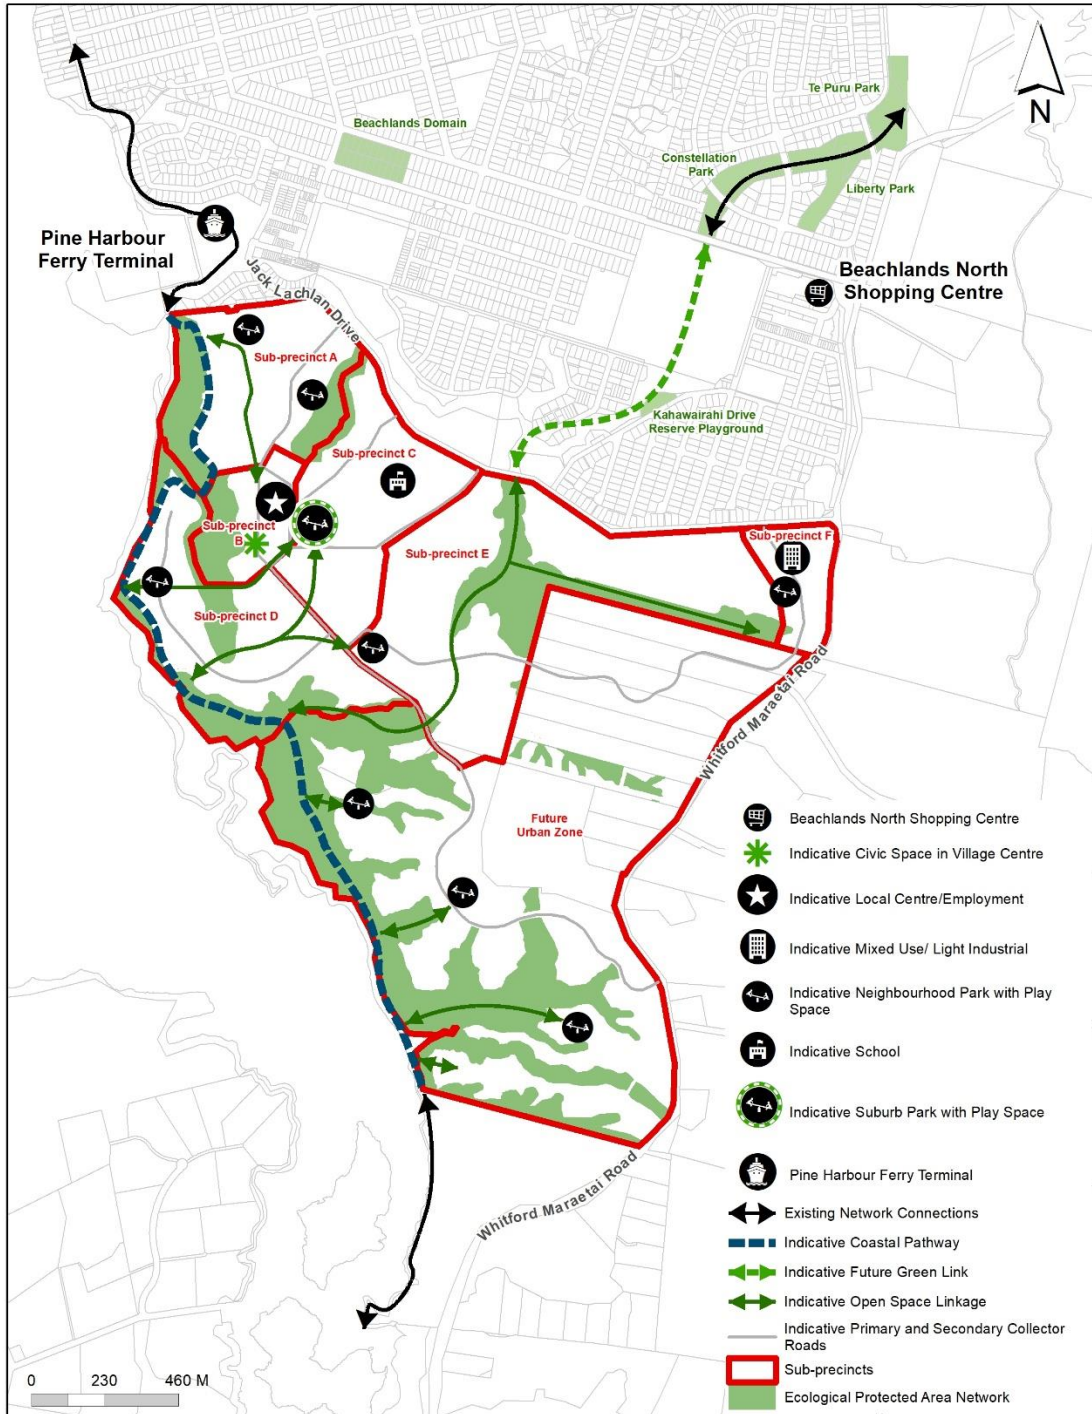 Te Puru Park
N
Beachlands Domain
Constellation
Park
Liberty Park
Pine Harbour
Ferry Terminal
Beachlands North
Shopping Centre
Jack Lachlan Drive
Sub-precinct A
Kahawairahi Drive
Reserve Playground
Sub-precinct C
Sub-precinct
B
Sub-precinct E
Sub-precinct F
Sub-precinct D
Whitford Maraetai Road
Future
Urban Zone
Whitford Maraetai Road
Beachlands North Shopping Centre
Indicative Civic Space in Village Centre
Indicative Local Centre/Employment
Indicative Mixed Use/ Light Industrial
Indicative Neighbourhood Park with Play
Space
Indicative School
Indicative Suburb Park with Play Space
Pine Harbour Ferry Terminal
Existing Network Connections
Indicative Coastal Pathway
Indicative Future Green Link
Indicative Open Space Linkage
Indicative Primary and Secondary Collector
Roads
Sub-precincts
Ecological Protected Area Network
0 230 460 M